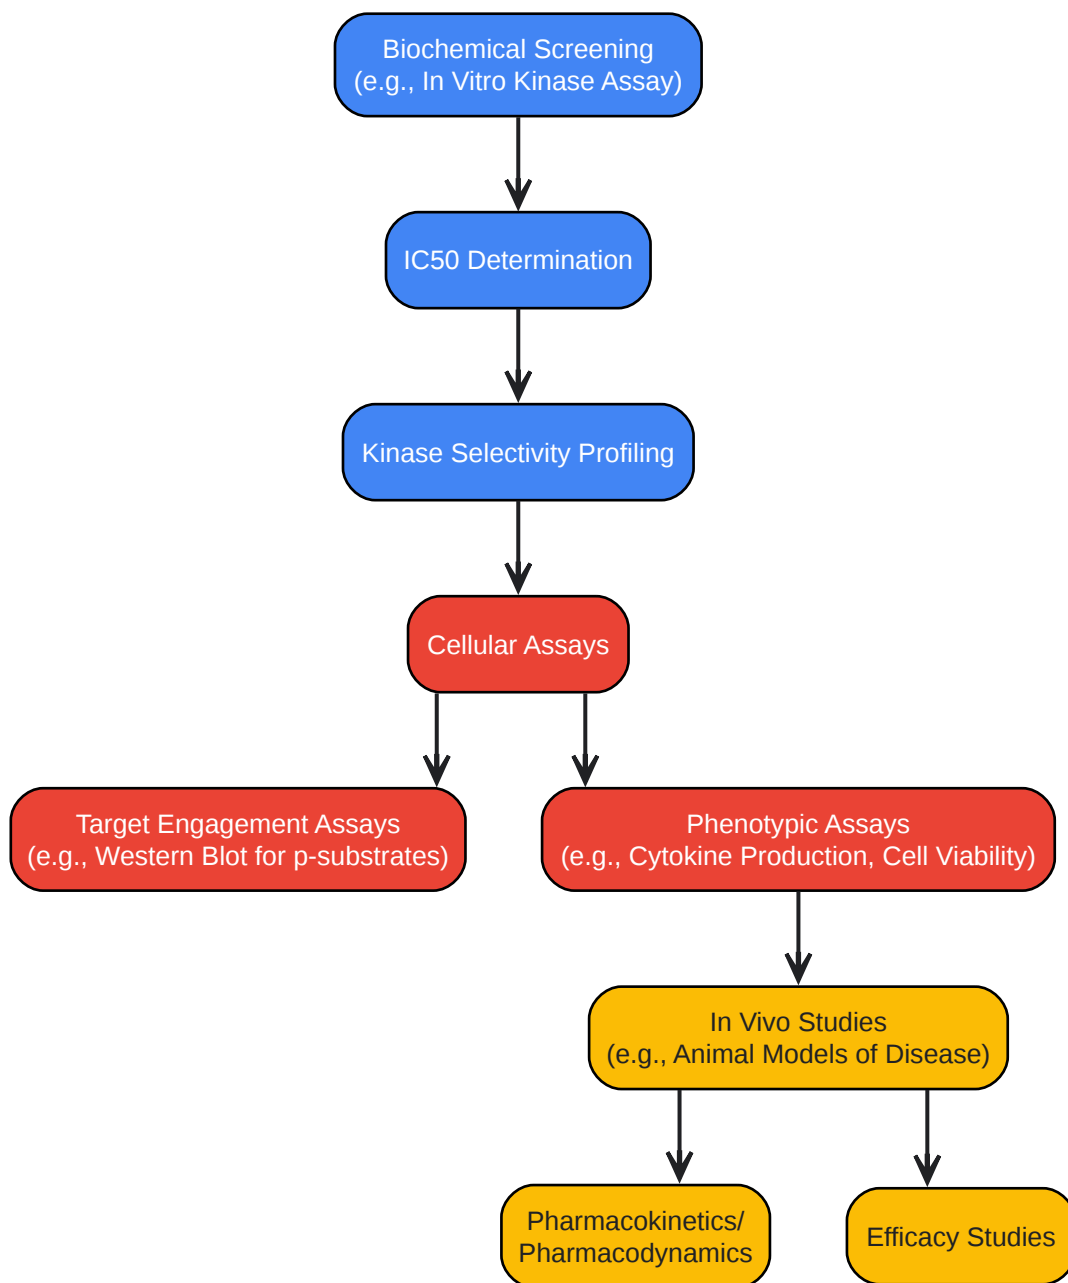 Biochemical Screening
(e.g., In Vitro Kinase Assay)
IC50 Determination
Kinase Selectivity Profiling
Cellular Assays
Target Engagement Assays
(e.g., Western Blot for p-substrates)
Phenotypic Assays
(e.g., Cytokine Production, Cell Viability)
In Vivo Studies
(e.g., Animal Models of Disease)
Pharmacokinetics/
Pharmacodynamics
Efficacy Studies